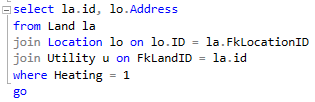 select la.id, lo.Address
from Land la
join Location lo on lo.ID = la.FkLocationID
join Utility u on FkLandID = la.id
where Heating = 1
go